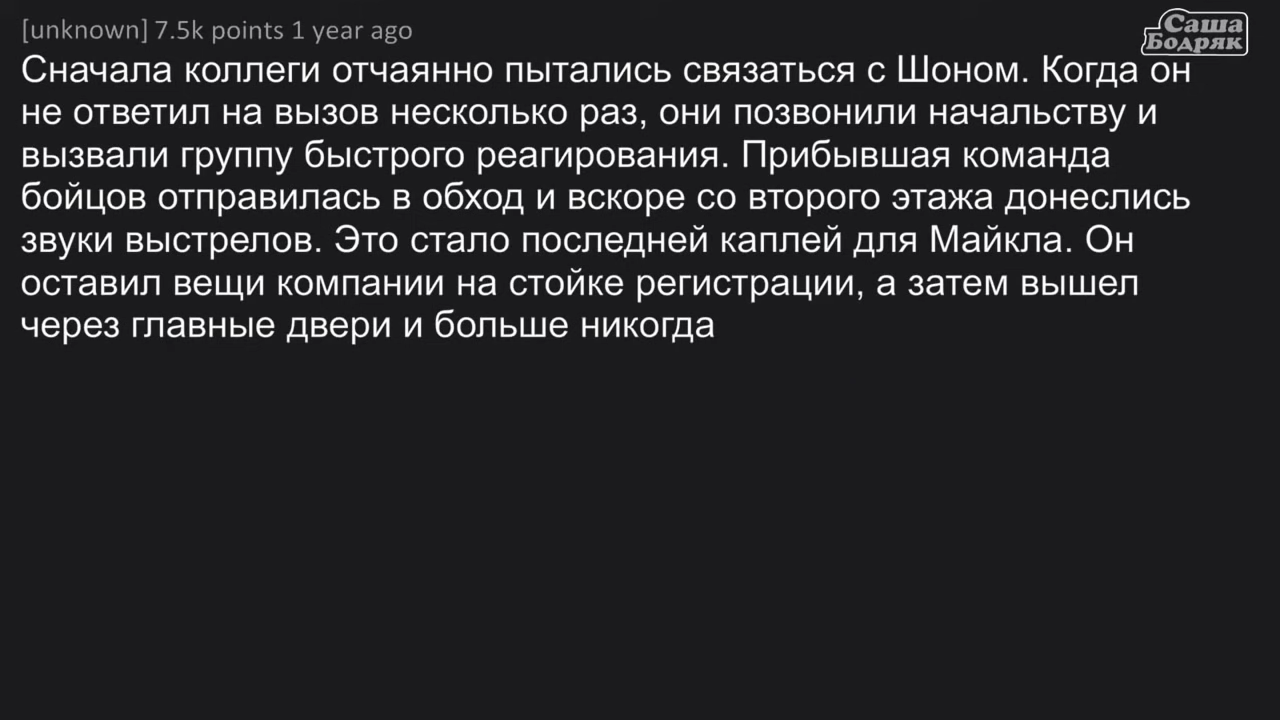 [unknown] 7.5k points 1 year ago
Саша
Бодряк
Сначала коллеги отчаянно пытались связаться с Шоном. Когда он
не ответил на вызов несколько раз, они позвонили начальству и
вызвали группу быстрого реагирования. Прибывшая команда
бойцов отправилась в обход и вскоре со второго этажа донеслись
звуки выстрелов. Это стало последней каплей для Майкла. Он
оставил вещи компании на стойке регистрации, а затем вышел
через главные двери и больше никогда